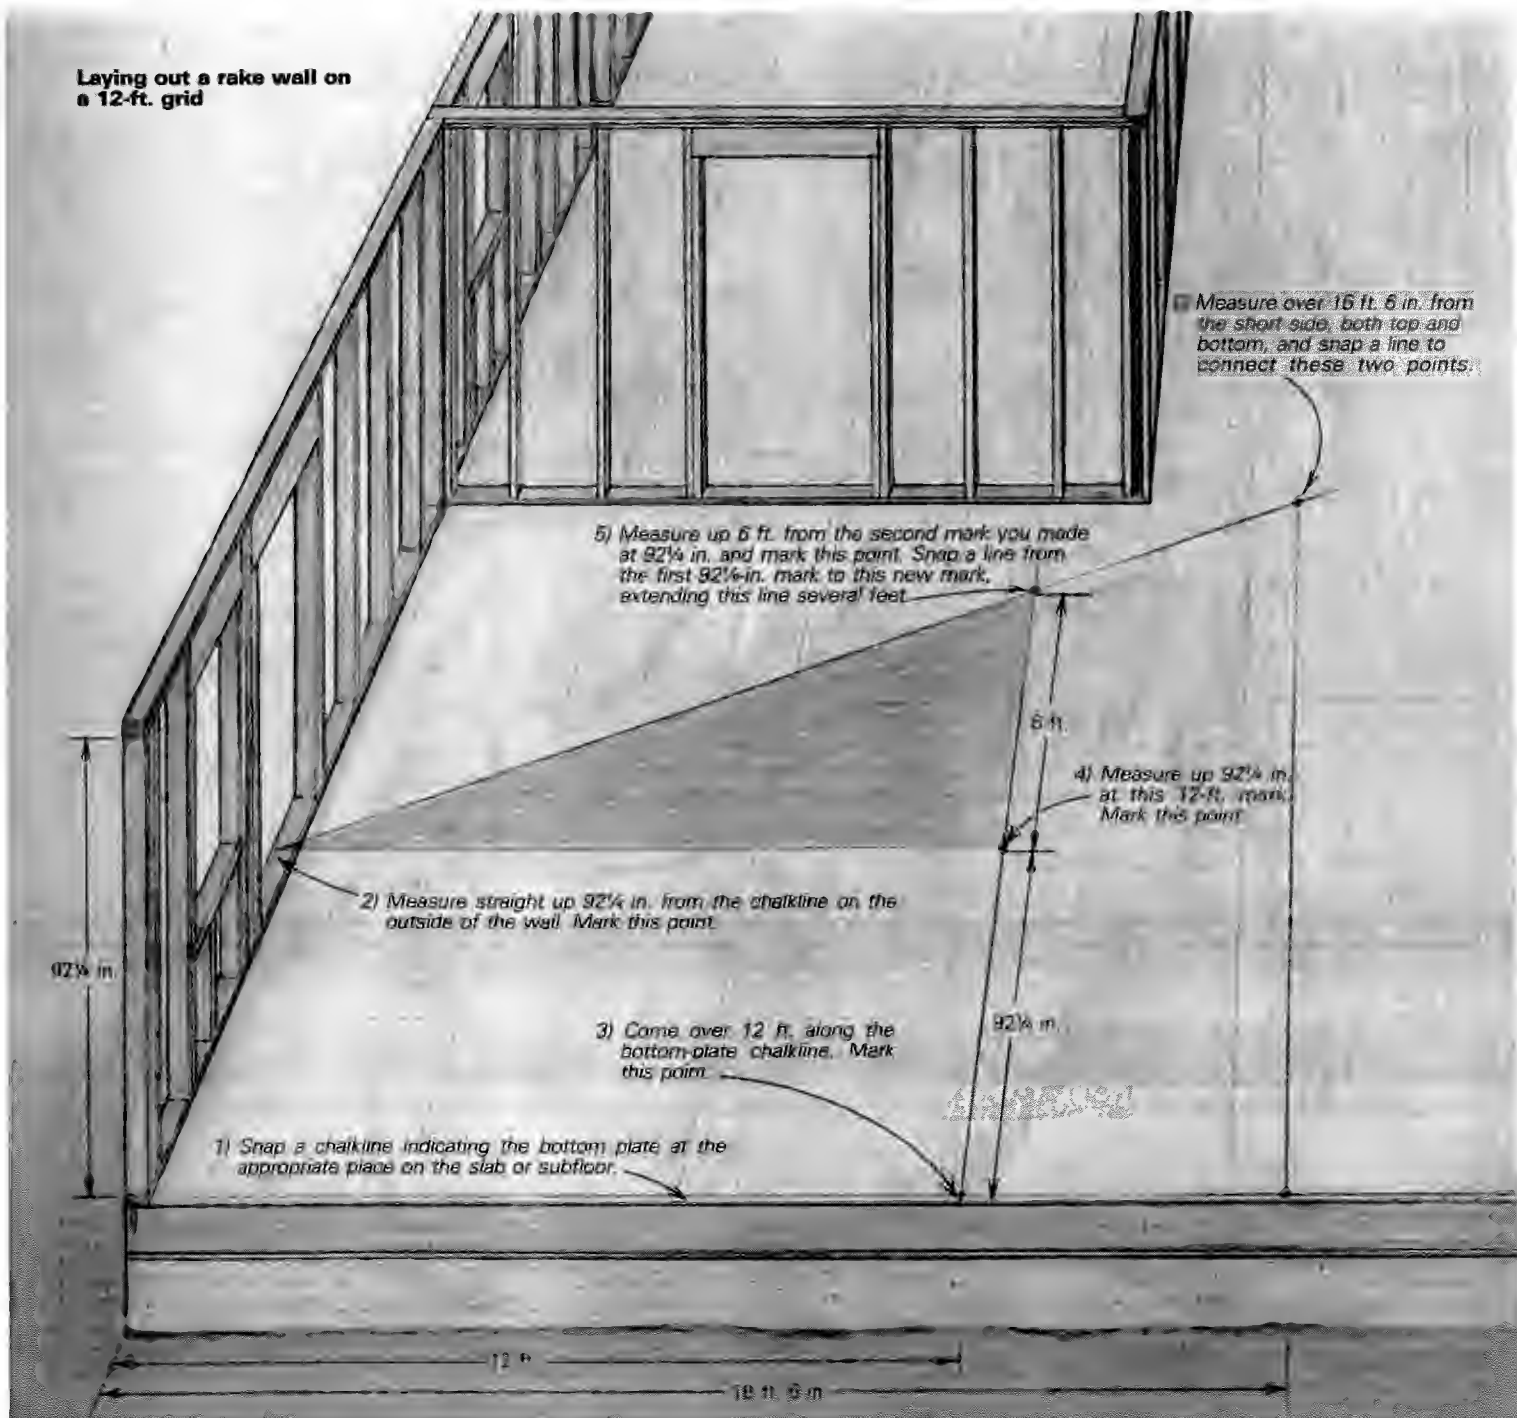 Laying out a rake wall on
a 12-ft. grid
Measure over 16 ft. 6 in. from
the short side, both top and
bottom, and snap a line to
connect these two points.
5) Measure up 6 ft. from the second mark you made
at 92¼ in. and mark this point. Snap a line from
the first 92¼-in. mark to this new mark,
extending this line several feet.
6 ft.
4) Measure up 92¼ in.
at this 12-ft. mark.
Mark this point.
2) Measure straight up 92¼ in. from the chalkline on the
outside of the wall. Mark this point.
92¼ in.
3) Come over 12 ft. along the
bottom-plate chalkline. Mark
this point.
92¼ in.
1) Snap a chalkline indicating the bottom plate at the
appropriate place on the slab or subfloor.
12 ft.
16 ft. 6 in.